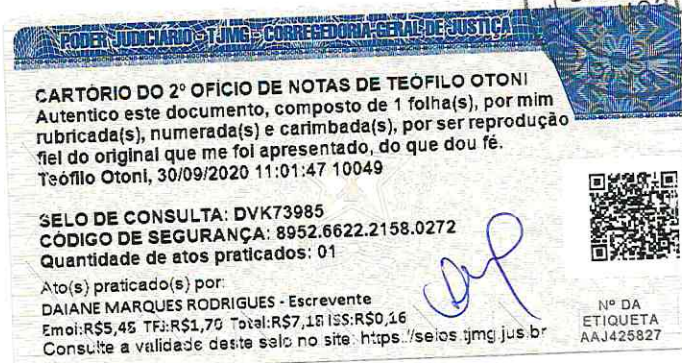 PODER JUDICIÁRIO - TJMG - CORREGEDORIA-GERAL DE JUSTIÇA
CARTÓRIO DO 2º OFÍCIO DE NOTAS DE TEÓFILO OTONI
Autentico este documento, composto de 1 folha(s), por mim
rubricada(s), numerada(s) e carimbada(s), por ser reprodução
fiel do original que me foi apresentado, do que dou fé.
Teófilo Otoni, 30/09/2020 11:01:47 10049
SELO DE CONSULTA: DVK73985
CÓDIGO DE SEGURANÇA: 8952.6622.2158.0272
Quantidade de atos praticados: 01
Ato(s) praticado(s) por:
DAIANE MARQUES RODRIGUES - Escrevente
Emol:R$5,45 TFJ:R$1,70 Total:R$7,15 ISS:R$0,16
Consulte a validade deste selo no site: https://selos.tjmg.jus.br
Nº DA
ETIQUETA
AAJ425827